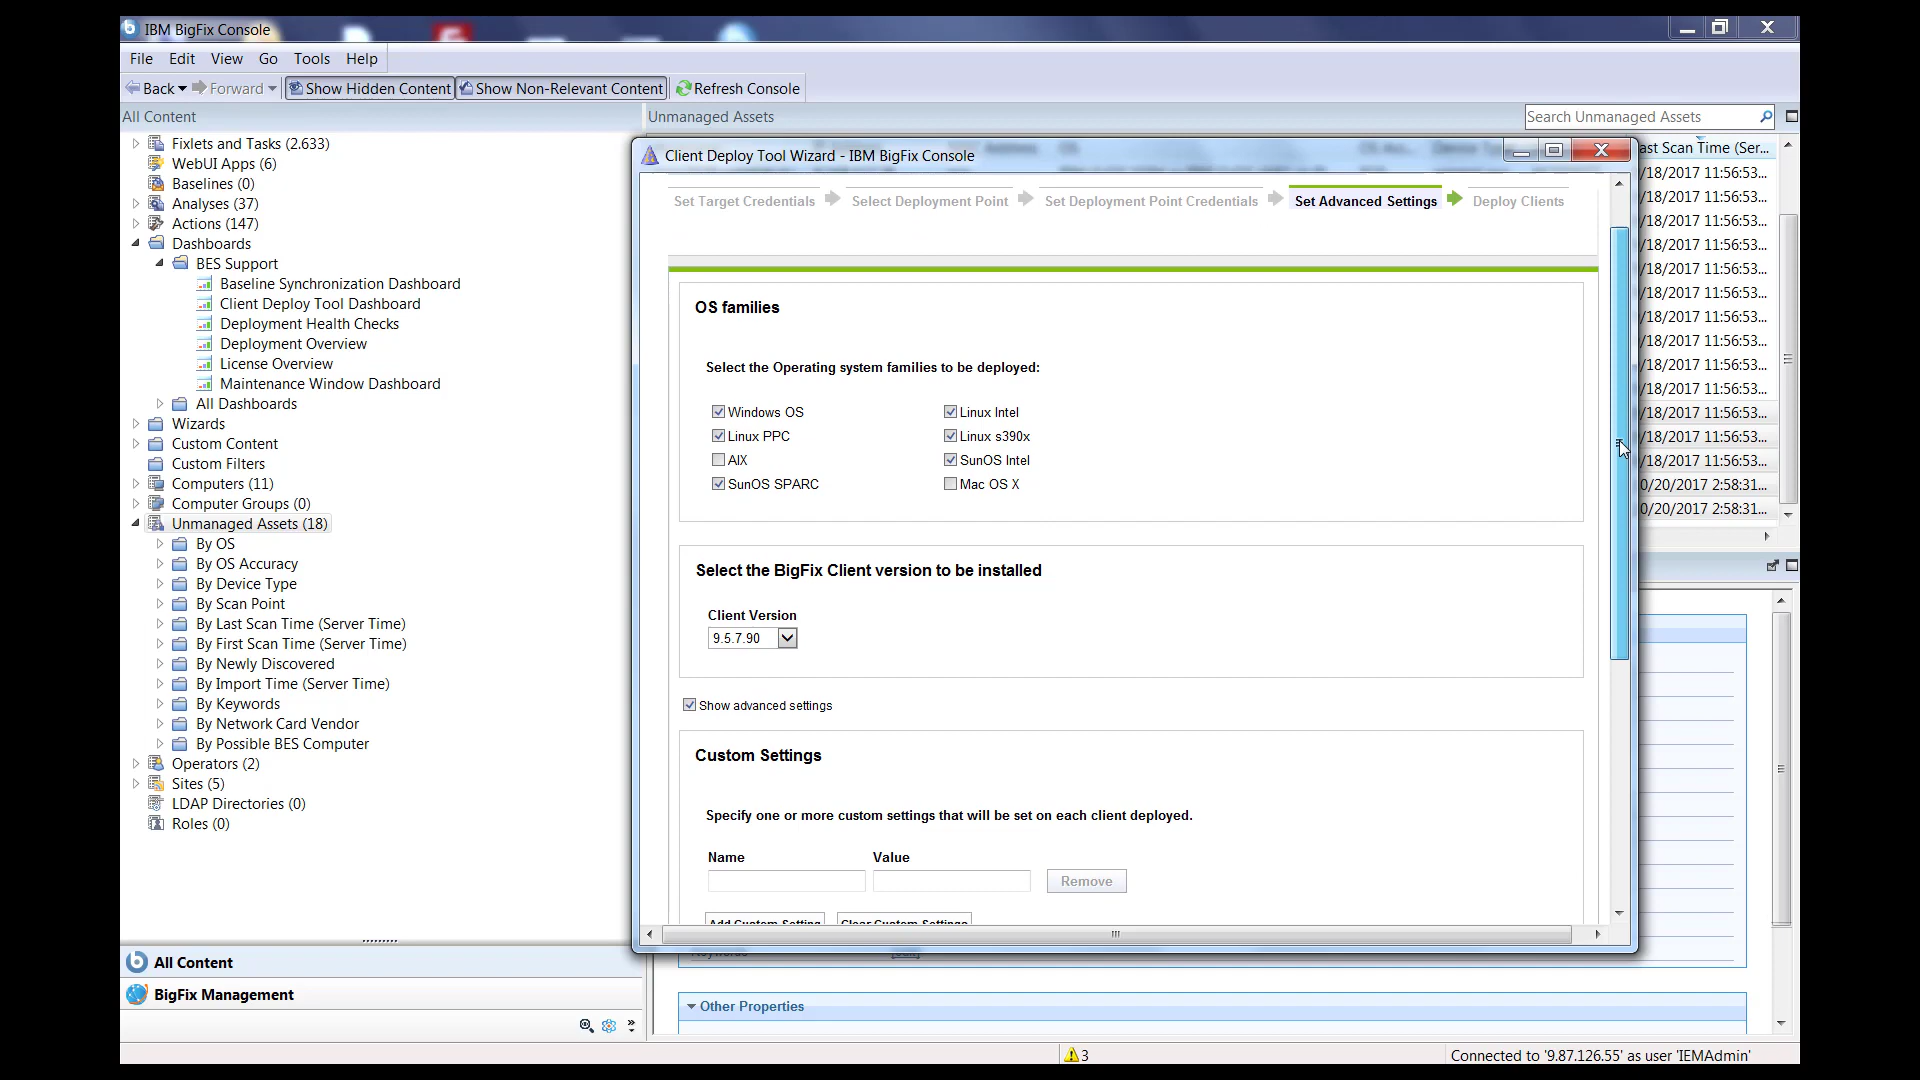 IBM BigFix Console
File Edit View Go Tools Help
Back Forward Show Hidden Content Show Non-Relevant Content Refresh Console
All Content
Fixlets and Tasks (2.633)
WebUI Apps (6)
Baselines (0)
Analyses (37)
Actions (147)
Dashboards
BES Support
Baseline Synchronization Dashboard
Client Deploy Tool Dashboard
Deployment Health Checks
Deployment Overview
License Overview
Maintenance Window Dashboard
All Dashboards
Wizards
Custom Content
Custom Filters
Computers (11)
Computer Groups (0)
Unmanaged Assets (18)
By OS
By OS Accuracy
By Device Type
By Scan Point
By Last Scan Time (Server Time)
By First Scan Time (Server Time)
By Newly Discovered
By Import Time (Server Time)
By Keywords
By Network Card Vendor
By Possible BES Computer
Operators (2)
Sites (5)
LDAP Directories (0)
Roles (0)
All Content
BigFix Management
Unmanaged Assets
Search Unmanaged Assets
Client Deploy Tool Wizard - IBM BigFix Console
Set Target Credentials Select Deployment Point Set Deployment Point Credentials Set Advanced Settings Deploy Clients
OS families
Select the Operating system families to be deployed:
Windows OS Linux Intel
Linux PPC Linux s390x
AIX SunOS Intel
SunOS SPARC Mac OS X
Select the BigFix Client version to be installed
Client Version
9.5.7.90
Show advanced settings
Custom Settings
Specify one or more custom settings that will be set on each client deployed.
Name Value
Remove
Add Custom Setting Clear Custom Settings
ast Scan Time (Ser...
/18/2017 11:56:53...
/18/2017 11:56:53...
/18/2017 11:56:53...
/18/2017 11:56:53...
/18/2017 11:56:53...
/18/2017 11:56:53...
/18/2017 11:56:53...
/18/2017 11:56:53...
/18/2017 11:56:53...
/18/2017 11:56:53...
/18/2017 11:56:53...
/18/2017 11:56:53...
/18/2017 11:56:53...
0/20/2017 2:58:31...
0/20/2017 2:58:31...
Other Properties
3
Connected to '9.87.126.55' as user 'IEMAdmin'